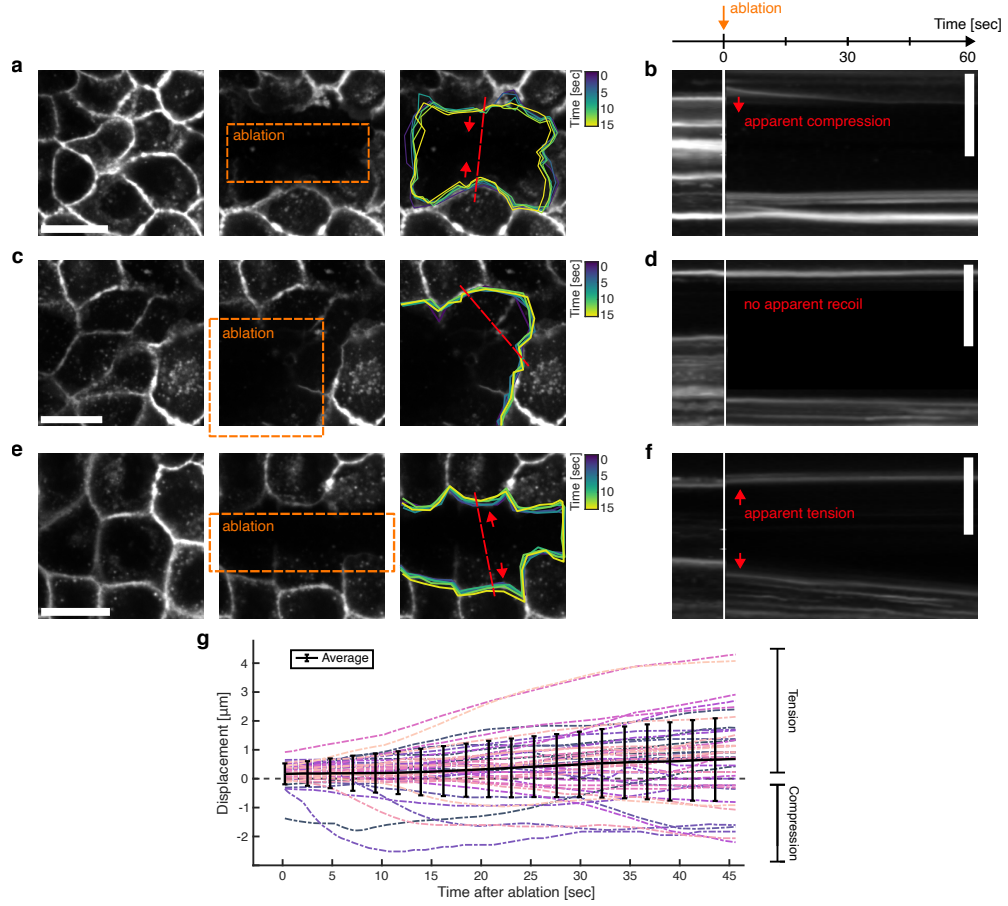 ablation
Time [sec]
0
30
60
a
ablation
Time [sec]
0
5
10
15
b
apparent compression
c
ablation
Time [sec]
0
5
10
15
d
no apparent recoil
e
ablation
Time [sec]
0
5
10
15
f
apparent tension
g
Average
Displacement [µm]
4
3
2
1
0
-1
-2
0
5
10
15
20
25
30
35
40
45
Time after ablation [sec]
Tension
Compression